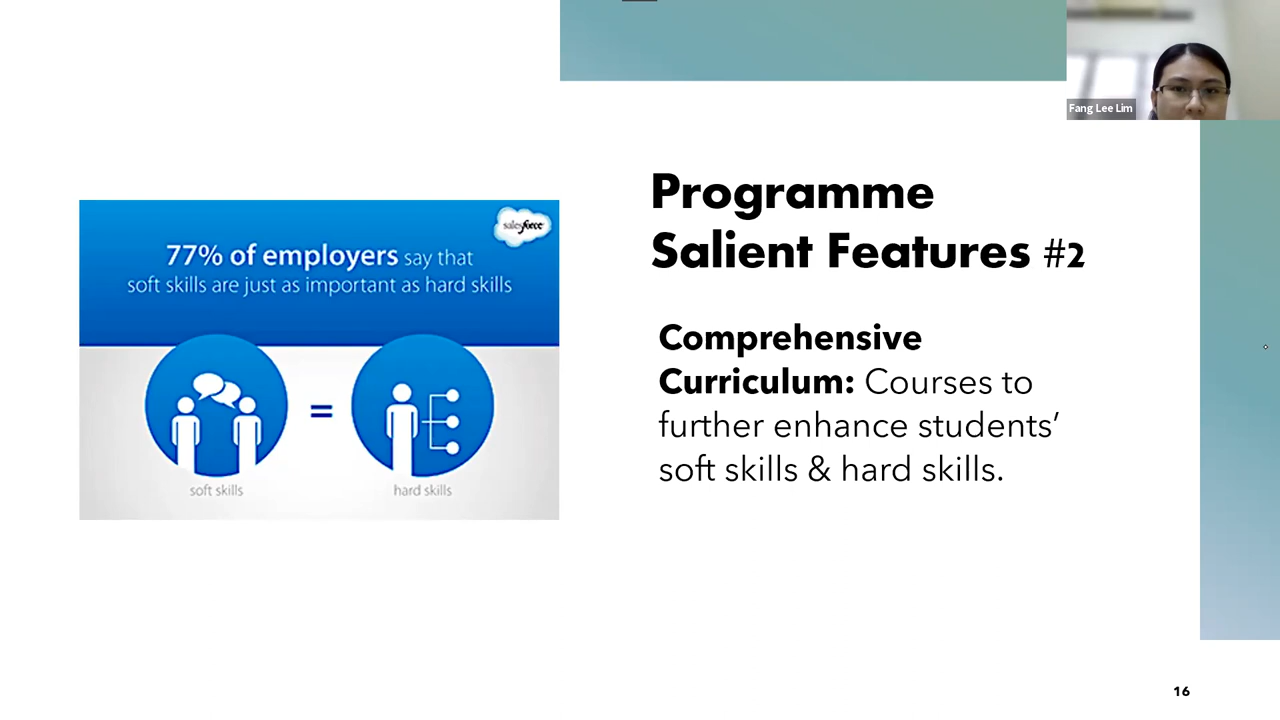 Fang Lee Lim
Programme
Salient Features #2
salesforce
77% of employers say that
soft skills are just as important as hard skills
=
soft skills
hard skills
Comprehensive
Curriculum: Courses to
further enhance students’
soft skills & hard skills.
16